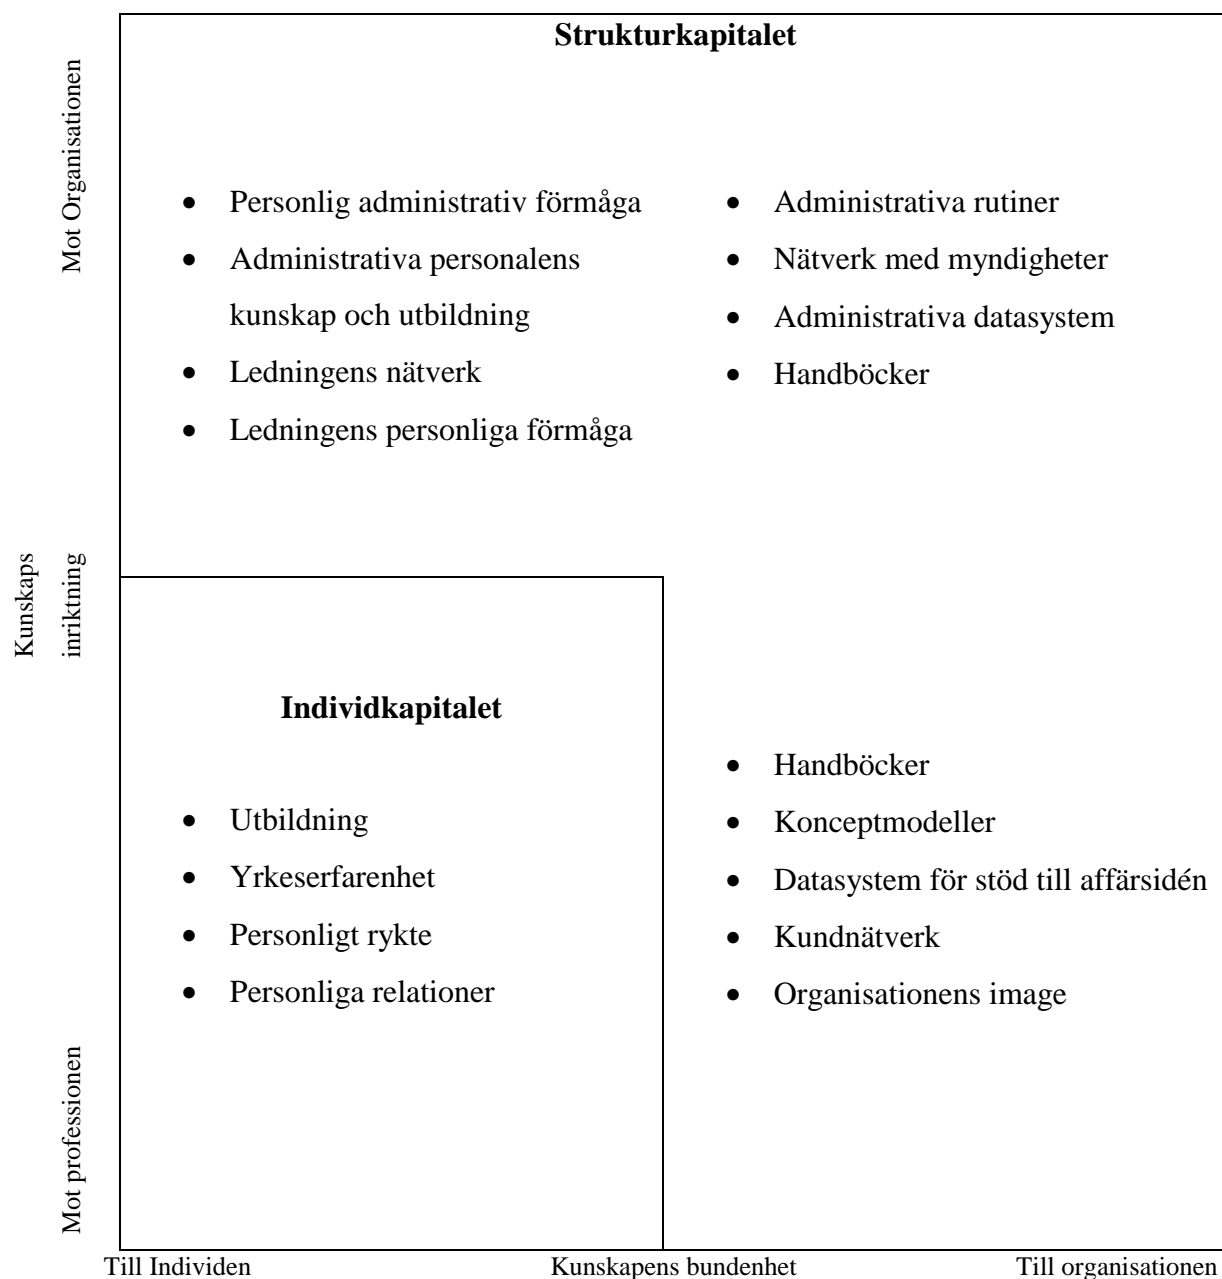 Strukturkapitalet
Mot Organisationen
• Personlig administrativ förmåga
• Administrativa personalens
kunskap och utbildning
• Ledningens nätverk
• Ledningens personliga förmåga
• Administrativa rutiner
• Nätverk med myndigheter
• Administrativa datasystem
• Handböcker
Kunskaps
inriktning
Individkapitalet
• Utbildning
• Yrkeserfarenhet
• Personligt rykte
• Personliga relationer
• Handböcker
• Konceptmodeller
• Datasystem för stöd till affärsidén
• Kundnätverk
• Organisationens image
Mot professionen
Till Individen
Kunskapens bundenhet
Till organisationen